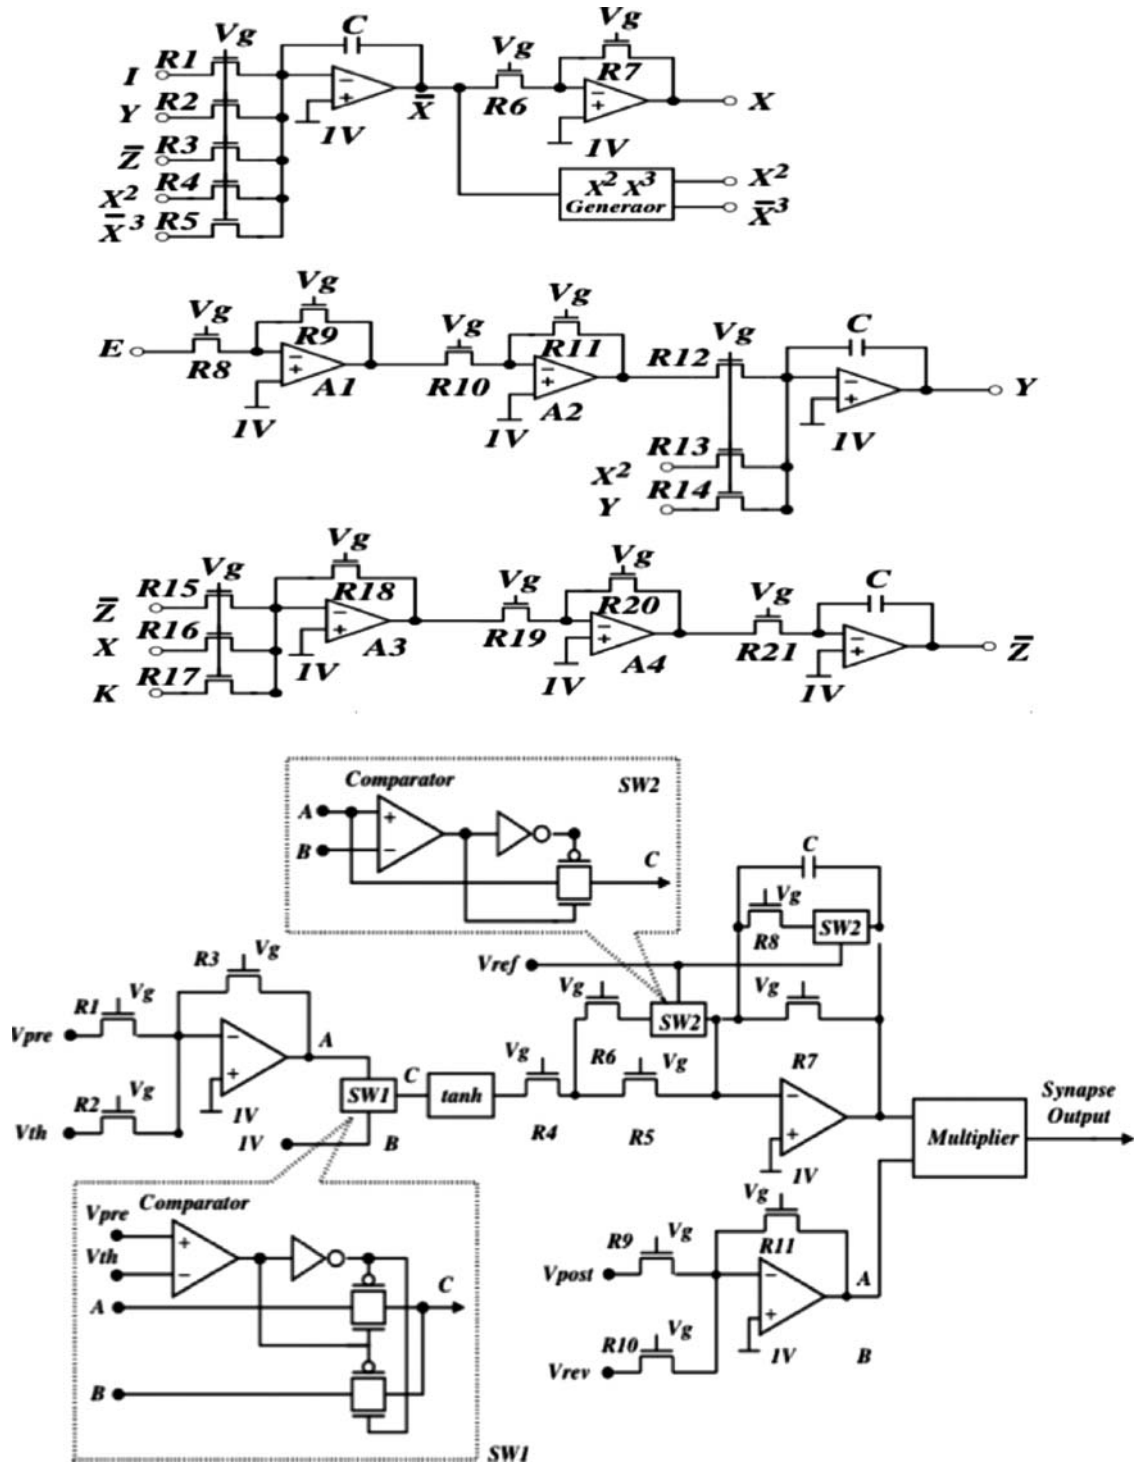 Vg C Vg Vg
I R1
1V X̅ R6 R7 X
Y R2
1V
Z̅ R3
X² R4
X̅³ R5
X² X³
Generaor
X²
X̅³
Vg Vg Vg Vg Vg C
E R8 R9 A1 R10 R11 A2 R12 Y
1V 1V 1V
X² R13
Y R14
Vg Vg Vg Vg Vg C
Z̅ R15 R18 R19 R20 R21 Z̅
X R16 A3 A4
K R17 1V 1V 1V
Comparator SW2
A + C
B -
C
Vg
R8 SW2
Vref
R3 Vg
R1 Vg
Vpre
A
Vg SW2 Vg
Vg R6 Vg R7
R2 Vg
Vth
1V
SW1 C tanh
R4 R5
1V B
1V
Synapse
Output
Multiplier
Comparator
Vpre
Vth
A
B
C
SW1
Vg
R9 Vg R11
Vpost
A
R10 Vg
Vrev
1V B